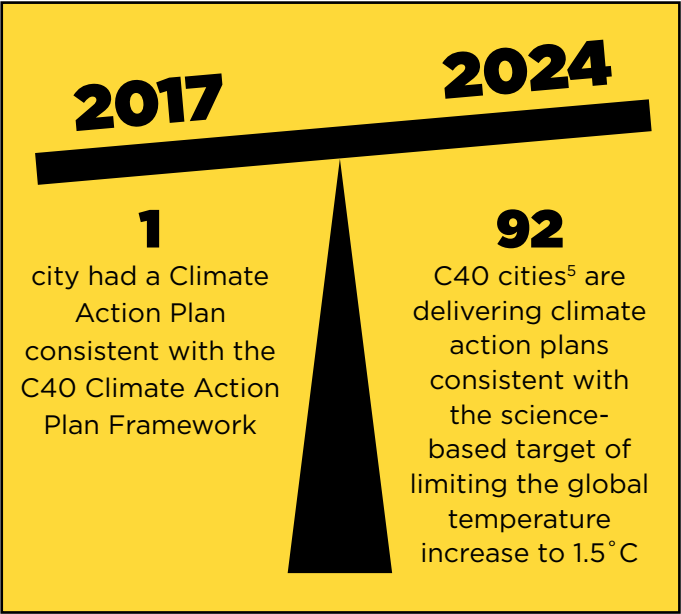 2017
1
city had a Climate
Action Plan
consistent with the
C40 Climate Action
Plan Framework
2024
92
C40 cities⁵ are
delivering climate
action plans
consistent with
the science-
based target of
limiting the global
temperature
increase to 1.5˚C